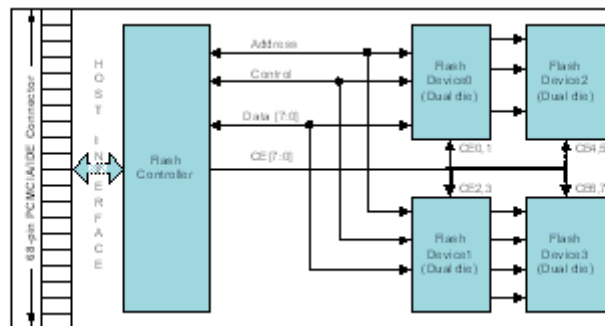 68-pin PCMCIA/IDE Connector
HOST INTERFACE
Flash
Controller
Address
Control
Data [7:0]
CE[7:0]
Flash
Device0
(Dual die)
Flash
Device2
(Dual die)
CE0,1
CE4,5
CE2,3
CE6,7
Flash
Device1
(Dual die)
Flash
Device3
(Dual die)